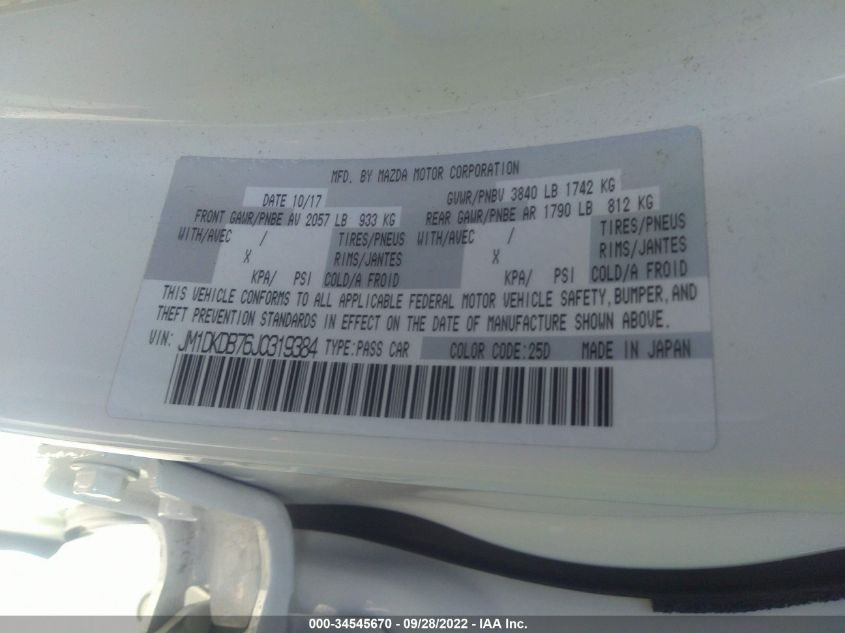 MFD. BY MAZDA MOTOR CORPORATION
DATE 10/17 GVWR/PNBV 3840 LB 1742 KG
FRONT GAWR/PNBE AV 2057 LB 933 KG REAR GAWR/PNBE AR 1790 LB 812 KG
WITH/AVEC / TIRES/PNEUS WITH/AVEC / TIRES/PNEUS
X RIMS/JANTES X RIMS/JANTES
KPA/ PSI COLD/A FROID KPA/ PSI COLD/A FROID
THIS VEHICLE CONFORMS TO ALL APPLICABLE FEDERAL MOTOR VEHICLE SAFETY, BUMPER, AND
THEFT PREVENTION STANDARDS IN EFFECT ON THE DATE OF MANUFACTURE SHOWN ABOVE.
VIN: JM1DKDB76J0319384 TYPE:PASS CAR COLOR CODE:25D MADE IN JAPAN
000-34545670 - 09/28/2022 - IAA Inc.